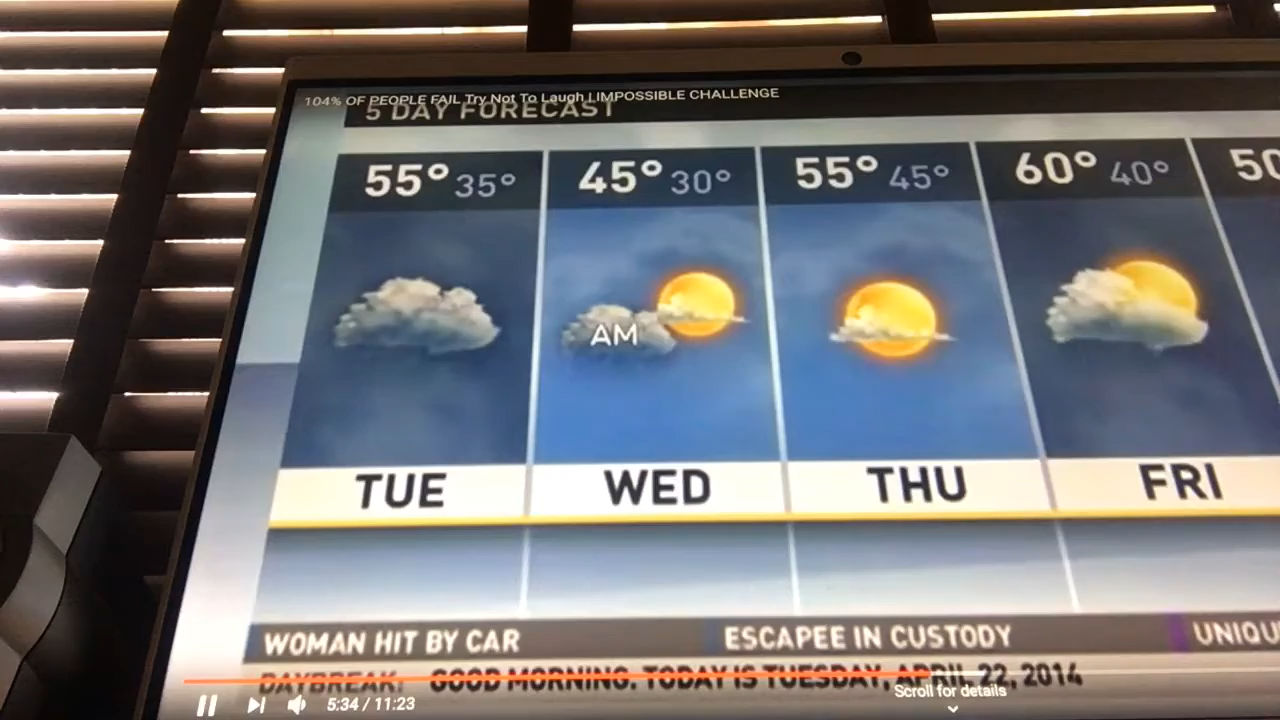 104% OF PEOPLE FAIL Try Not To Laugh | IMPOSSIBLE CHALLENGE
5 DAY FORECAST
55° 35° 45° 30° 55° 45° 60° 40° 50
AM
TUE WED THU FRI
WOMAN HIT BY CAR ESCAPEE IN CUSTODY UNIQU
DAYBREAK: GOOD MORNING. TODAY IS TUESDAY, APRIL 22, 2014
Scroll for details
5:34 / 11:23